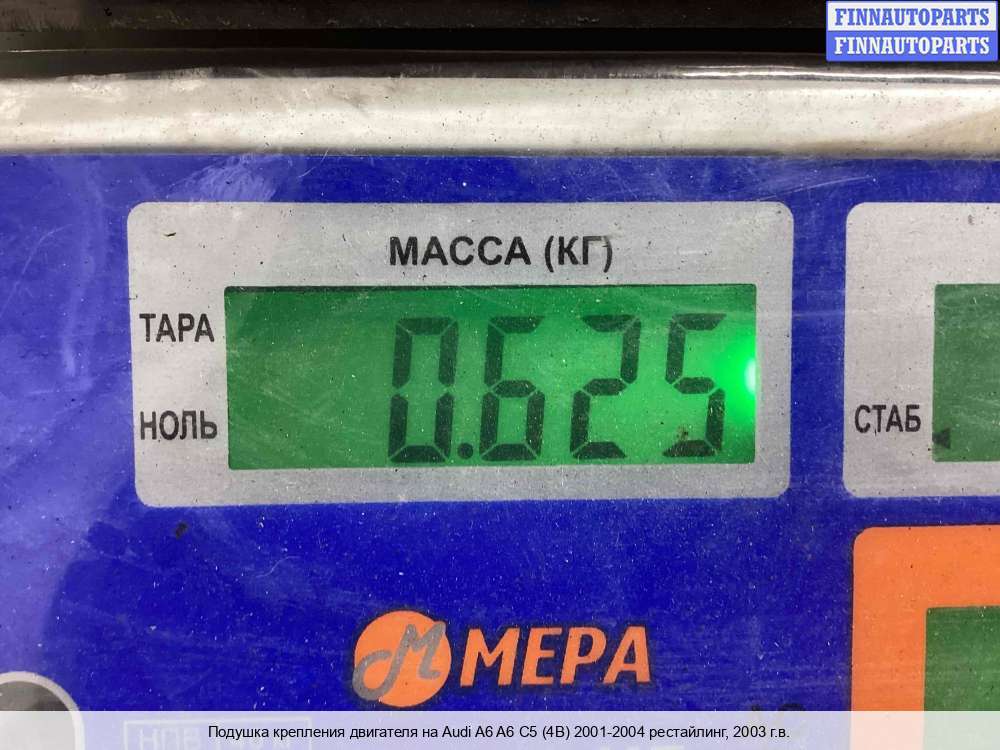 FINNAUTOPARTS
FINNAUTOPARTS
МАССА (КГ)
ТАРА
0.625
НОЛЬ
СТАБ
М МЕРА
Подушка крепления двигателя на Audi A6 A6 C5 (4B) 2001-2004 рестайлинг, 2003 г.в.